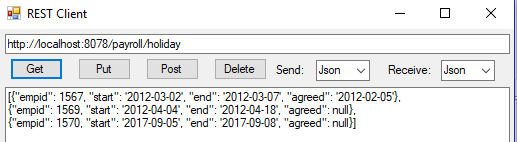 REST Client
http://localhost:8078/payroll/holiday
Get Put Post Delete Send: Json Receive: Json
[{"empid": 1567, "start": '2012-03-02', "end": '2012-03-07', "agreed": '2012-02-05'},
{"empid": 1569, "start": '2012-04-04', "end": '2012-04-18', "agreed": null},
{"empid": 1570, "start": '2017-09-05', "end": '2017-09-08', "agreed": null}]